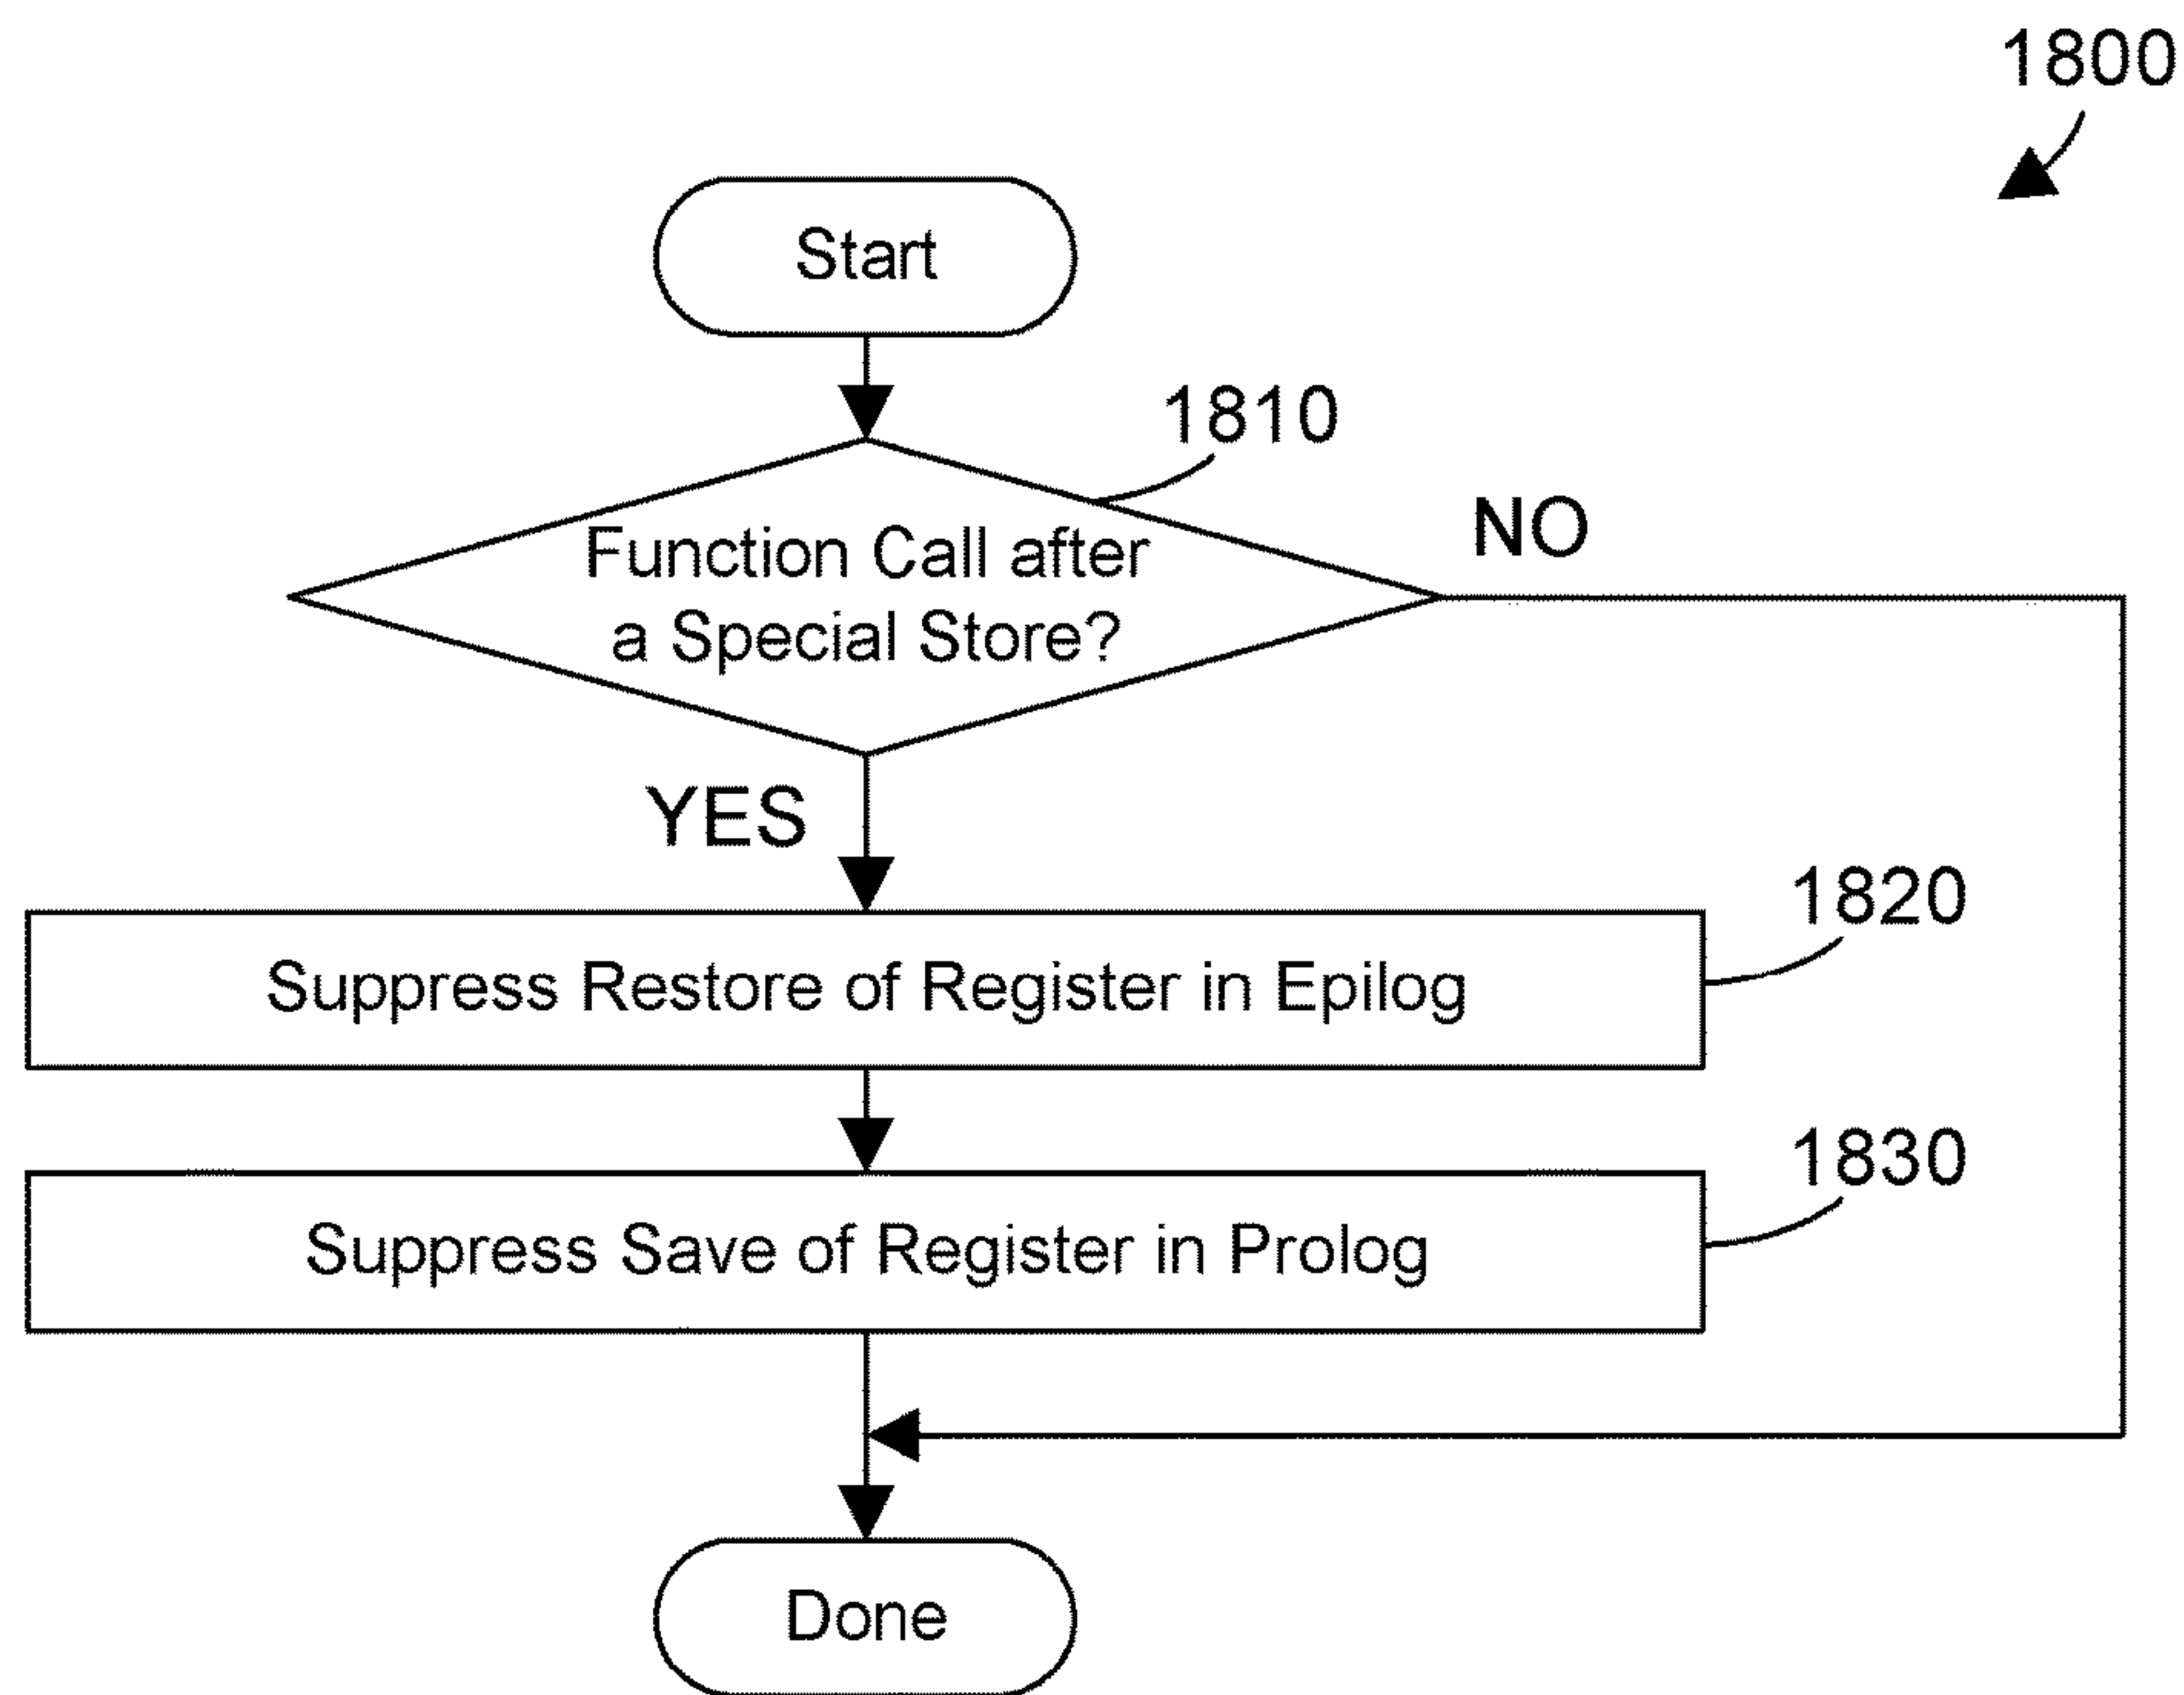 1800
Start
1810
Function Call after
a Special Store?
NO
YES
1820
Suppress Restore of Register in Epilog
1830
Suppress Save of Register in Prolog
Done